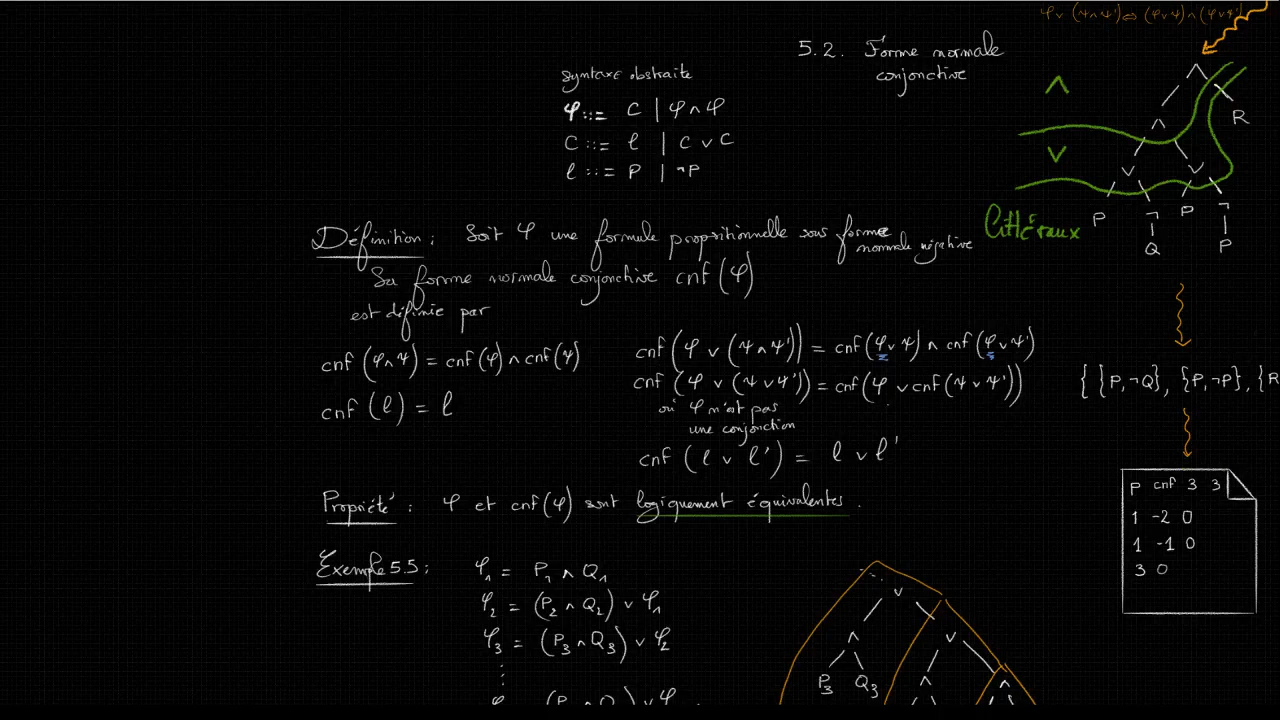 φ ∨ (ψ ∧ ψ') ⇔ (φ ∨ ψ) ∧ (φ ∨ ψ')
5.2. Forme normale
conjonctive
syntaxe abstraite
φ ::= C | φ ∧ φ
C ::= ℓ | C ∨ C
ℓ ::= P | ¬P
∧
∨
Littéraux
∧
∧ R
∨ ∨
P ¬ P ¬
Q P
Définition : Soit φ une formule propositionnelle sous forme
normale négative
Sa forme normale conjonctive cnf(φ)
est définie par
cnf(φ ∧ ψ) = cnf(φ) ∧ cnf(ψ)
cnf(ℓ) = ℓ
cnf(φ ∨ (ψ ∧ ψ')) = cnf(φ ∨ ψ) ∧ cnf(φ ∨ ψ')
cnf(φ ∨ (ψ ∨ ψ')) = cnf(φ ∨ cnf(ψ ∨ ψ'))
où φ n'est pas
une conjonction
cnf(ℓ ∨ ℓ') = ℓ ∨ ℓ'
{ {P,¬Q}, {P,¬P}, {R
P cnf 3 3
1 -2 0
1 -1 0
3 0
Propriété : φ et cnf(φ) sont logiquement équivalentes.
Exemple 5.5 : φ₁ = P₁ ∧ Q₁
φ₂ = (P₂ ∧ Q₂) ∨ φ₁
φ₃ = (P₃ ∧ Q₃) ∨ φ₂
⋮
∨
∧ ∨
P₃ Q₃ ∧ ∧